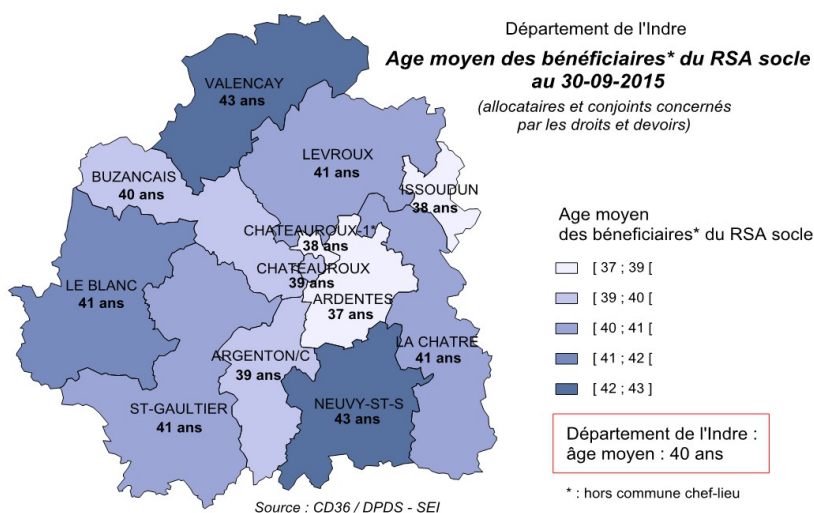 Département de l'Indre
Age moyen des bénéficiaires* du RSA socle
au 30-09-2015
(allocataires et conjoints concernés
par les droits et devoirs)
VALENCAY
43 ans
LEVROUX
41 ans
BUZANCAIS
40 ans
ISSOUDUN
38 ans
CHATEAUROUX-1*
38 ans
CHATEAUROUX
39 ans
LE BLANC
41 ans
ARDENTES
37 ans
ARGENTON/C
39 ans
LA CHATRE
41 ans
ST-GAULTIER
41 ans
NEUVY-ST-S
43 ans
Age moyen
des béneficiaires* du RSA socle
[ 37 ; 39 [
[ 39 ; 40 [
[ 40 ; 41 [
[ 41 ; 42 [
[ 42 ; 43 ]
Département de l'Indre :
âge moyen : 40 ans
* : hors commune chef-lieu
Source : CD36 / DPDS - SEI